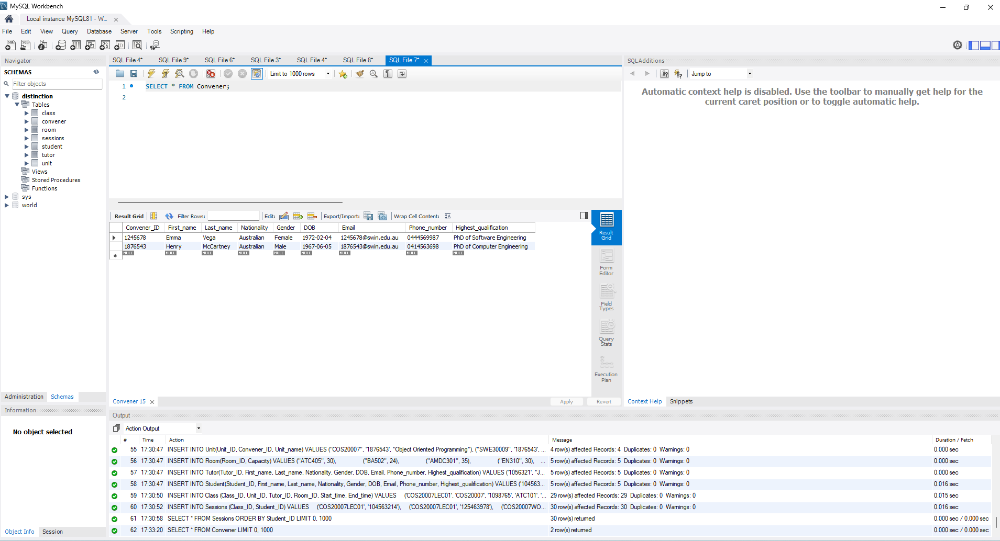 MySQL Workbench
Local instance MySQL81 - W...
File Edit View Query Database Server Tools Scripting Help
Navigator
SCHEMAS
Filter objects
distinction
Tables
class
convener
room
sessions
student
tutor
unit
Views
Stored Procedures
Functions
sys
world
Administration Schemas
Information
No object selected
Object Info Session
SQL File 4* SQL File 9* SQL File 6* SQL File 3* SQL File 4* SQL File 8* SQL File 7*
Limit to 1000 rows
1 SELECT * FROM Convener;
2
Result Grid Filter Rows: Edit: Export/Import: Wrap Cell Content:
Convener_ID First_name Last_name Nationality Gender DOB Email Phone_number Highest_qualification
1245678 Emma Vega Australian Female 1972-02-04 1245678@swin.edu.au 0444569987 PhD of Software Engineering
1876543 Henry McCartney Australian Male 1967-06-05 1876543@swin.edu.au 0414563698 PhD of Computer Engineering
NULL NULL NULL NULL NULL NULL NULL NULL NULL
Result
Grid
Form
Editor
Field
Types
Query
Stats
Execution
Plan
Convener 15 Apply Revert
SQLAdditions
Jump to
Automatic context help is disabled. Use the toolbar to manually get help for the
current caret position or to toggle automatic help.
Context Help Snippets
Output
Action Output
# Time Action Message Duration / Fetch
55 17:30:47 INSERT INTO Unit(Unit_ID, Convener_ID, Unit_name) VALUES ("COS20007", '1876543', "Object Oriented Programming"), ("SWE30009", '1876543', ... 4 row(s) affected Records: 4 Duplicates: 0 Warnings: 0 0.000 sec
56 17:30:47 INSERT INTO Room(Room_ID, Capacity) VALUES ("ATC405", 30), ("BA502", 24), ("AMDC301", 35), ("EN310", 30), ... 5 row(s) affected Records: 5 Duplicates: 0 Warnings: 0 0.000 sec
57 17:30:47 INSERT INTO Tutor(Tutor_ID, First_name, Last_name, Nationality, Gender, DOB, Email, Phone_number, Highest_qualification) VALUES ('1056321', "J... 5 row(s) affected Records: 5 Duplicates: 0 Warnings: 0 0.000 sec
58 17:30:47 INSERT INTO Student(Student_ID, First_name, Last_name, Nationality, Gender, DOB, Email, Phone_number, Highest_qualification) VALUES ('104563... 5 row(s) affected Records: 5 Duplicates: 0 Warnings: 0 0.016 sec
59 17:30:50 INSERT INTO Class (Class_ID, Unit_ID, Tutor_ID, Room_ID, Start_time, End_time) VALUES ('COS20007LEC01', 'COS20007', '1098765', 'ATC101', '... 29 row(s) affected Records: 29 Duplicates: 0 Warnings: 0 0.015 sec
60 17:30:52 INSERT INTO Sessions (Class_ID, Student_ID) VALUES ('COS20007LEC01', '104563214'), ('COS20007LEC01', '125463978'), ('COS20007WO... 30 row(s) affected Records: 30 Duplicates: 0 Warnings: 0 0.016 sec
61 17:30:58 SELECT * FROM Sessions ORDER BY Student_ID LIMIT 0, 1000 30 row(s) returned 0.000 sec / 0.000 sec
62 17:33:20 SELECT * FROM Convener LIMIT 0, 1000 2 row(s) returned 0.000 sec / 0.000 sec